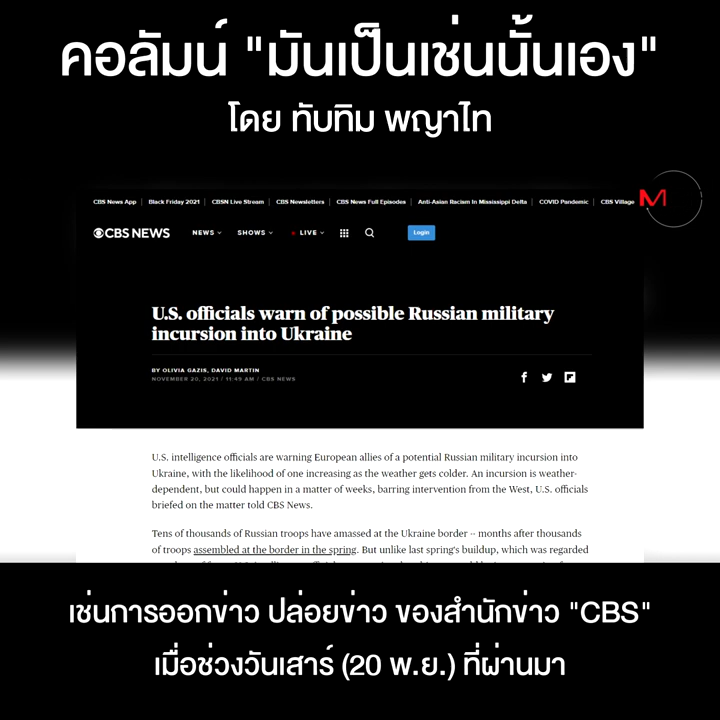 คอลัมน์ "มันเป็นเช่นนั้นเอง"
โดย ทับทิม พญาไท
CBS News App | Black Friday 2021 | CBSN Live Stream | CBS Newsletters | CBS News Full Episodes | Anti-Asian Racism In Mississippi Delta | COVID Pandemic | CBS Village
M
CBS NEWS NEWS SHOWS LIVE Login
U.S. officials warn of possible Russian military
incursion into Ukraine
BY OLIVIA GAZIS, DAVID MARTIN
NOVEMBER 20, 2021 / 11:49 AM / CBS NEWS
U.S. intelligence officials are warning European allies of a potential Russian military incursion into
Ukraine, with the likelihood of one increasing as the weather gets colder. An incursion is weather-
dependent, but could happen in a matter of weeks, barring intervention from the West, U.S. officials
briefed on the matter told CBS News.
Tens of thousands of Russian troops have amassed at the Ukraine border -- months after thousands
of troops assembled at the border in the spring. But unlike last spring's buildup, which was regarded
เช่นการออกข่าว ปล่อยข่าว ของสำนักข่าว "CBS"
เมื่อช่วงวันเสาร์ (20 พ.ย.) ที่ผ่านมา